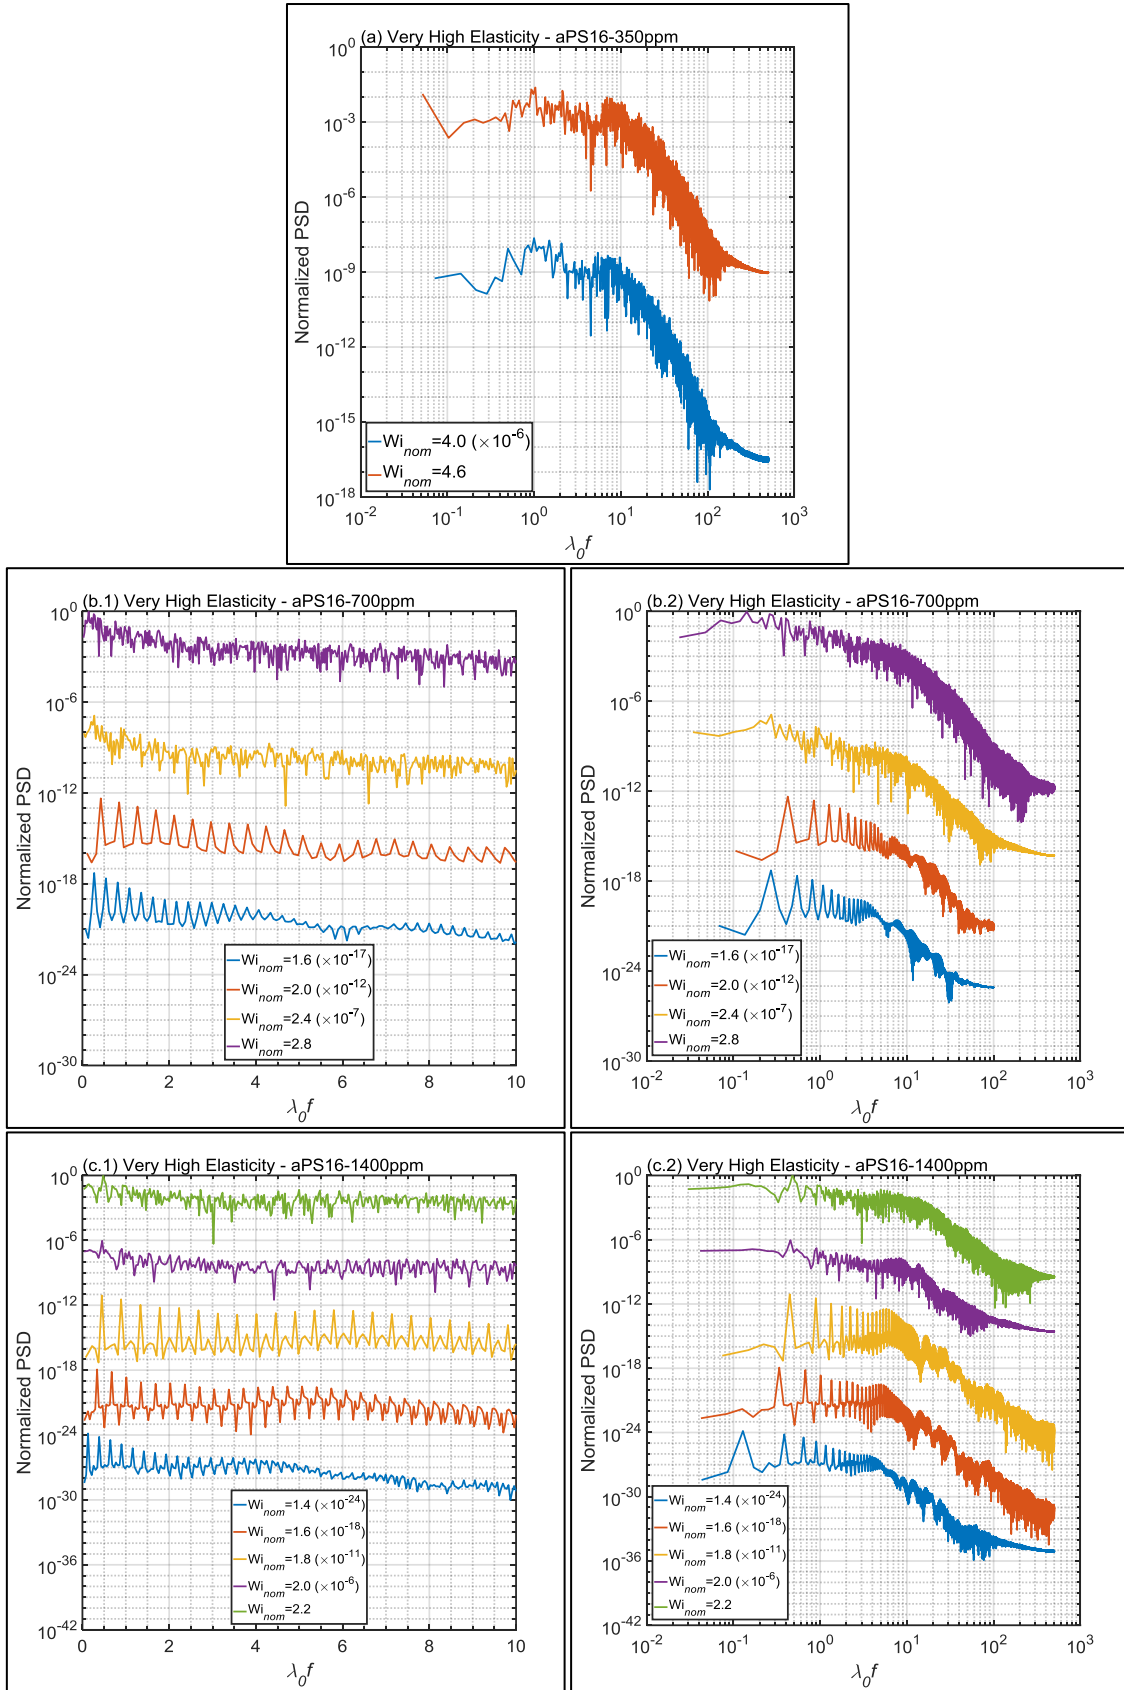 (a) Very High Elasticity - aPS16-350ppm
Normalized PSD
10^0
10^-3
10^-6
10^-9
10^-12
10^-15
10^-18
Wi_nom=4.0 (×10^-6)
Wi_nom=4.6
10^-2 10^-1 10^0 10^1 10^2 10^3
λ_0f
(b.1) Very High Elasticity - aPS16-700ppm
Normalized PSD
10^0
10^-6
10^-12
10^-18
10^-24
10^-30
Wi_nom=1.6 (×10^-17)
Wi_nom=2.0 (×10^-12)
Wi_nom=2.4 (×10^-7)
Wi_nom=2.8
0 2 4 6 8 10
λ_0f
(b.2) Very High Elasticity - aPS16-700ppm
Normalized PSD
10^0
10^-6
10^-12
10^-18
10^-24
10^-30
Wi_nom=1.6 (×10^-17)
Wi_nom=2.0 (×10^-12)
Wi_nom=2.4 (×10^-7)
Wi_nom=2.8
10^-2 10^-1 10^0 10^1 10^2 10^3
λ_0f
(c.1) Very High Elasticity - aPS16-1400ppm
Normalized PSD
10^0
10^-6
10^-12
10^-18
10^-24
10^-30
10^-36
10^-42
Wi_nom=1.4 (×10^-24)
Wi_nom=1.6 (×10^-18)
Wi_nom=1.8 (×10^-11)
Wi_nom=2.0 (×10^-6)
Wi_nom=2.2
0 2 4 6 8 10
λ_0f
(c.2) Very High Elasticity - aPS16-1400ppm
Normalized PSD
10^0
10^-6
10^-12
10^-18
10^-24
10^-30
10^-36
10^-42
Wi_nom=1.4 (×10^-24)
Wi_nom=1.6 (×10^-18)
Wi_nom=1.8 (×10^-11)
Wi_nom=2.0 (×10^-6)
Wi_nom=2.2
10^-2 10^-1 10^0 10^1 10^2 10^3
λ_0f